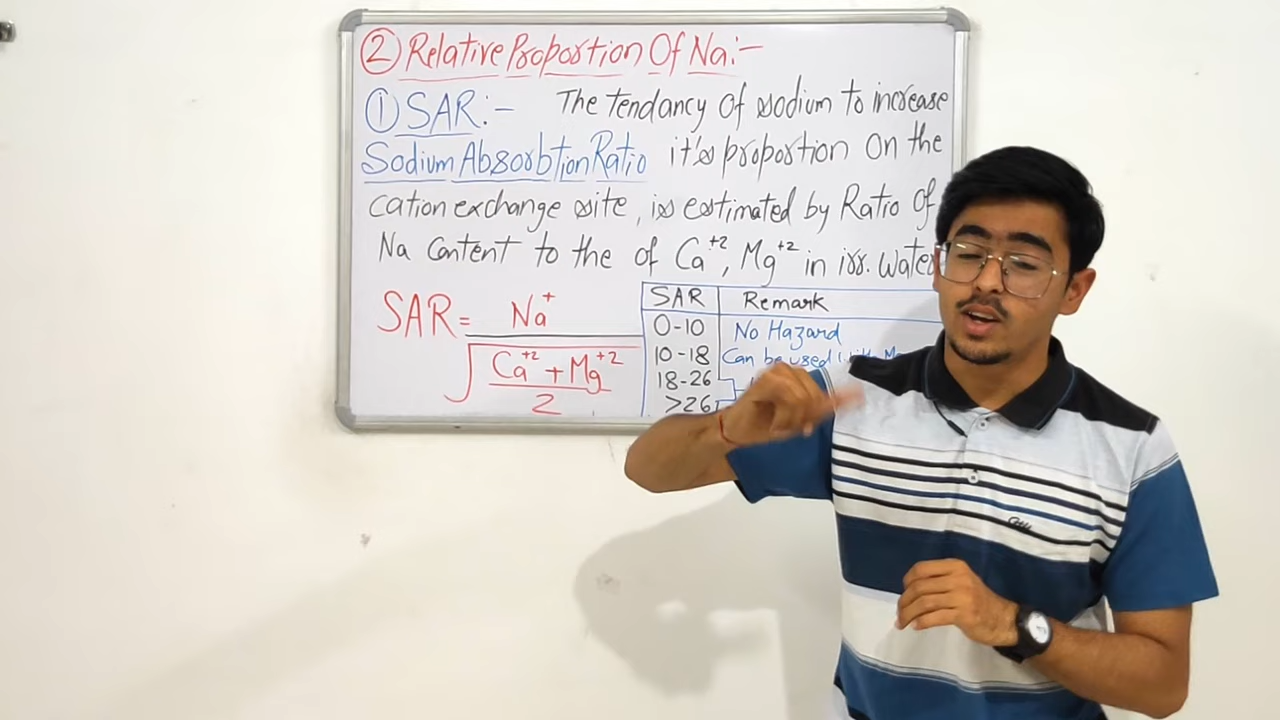 ② Relative Proportion Of Na:-
① SAR:- The tendancy of sodium to increase
Sodium Absorbtion Ratio it's proportion on the
cation exchange site, is estimated by Ratio of
Na content to the of Ca+2, Mg+2 in irr. water
SAR = Na+
Ca+2 + Mg+2
2
SAR Remark
0-10 No Hazard
10-18 Can be used
18-26
>26